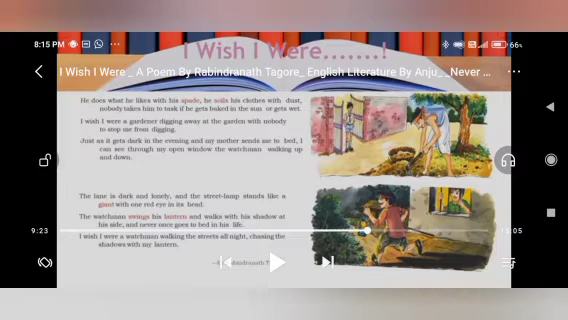 8:15 PM
66%
I Wish I Were.......!
I Wish I Were _ A Poem By Rabindranath Tagore_ English Literature By Anju_ _Never ...
He does what he likes with his spade, he soils his clothes with dust,
nobody takes him to task if he gets baked in the sun or gets wet.
I wish I were a gardener digging away at the garden with nobody
to stop me from digging.
Just as it gets dark in the evening and my mother sends me to bed, I
can see through my open window the watchman walking up
and down.
The lane is dark and lonely, and the street-lamp stands like a
giant with one red eye in its head.
The watchman swings his lantern and walks with his shadow at
his side, and never once goes to bed in his life.
9:23
I wish I were a watchman walking the streets all night, chasing the
shadows with my lantern.